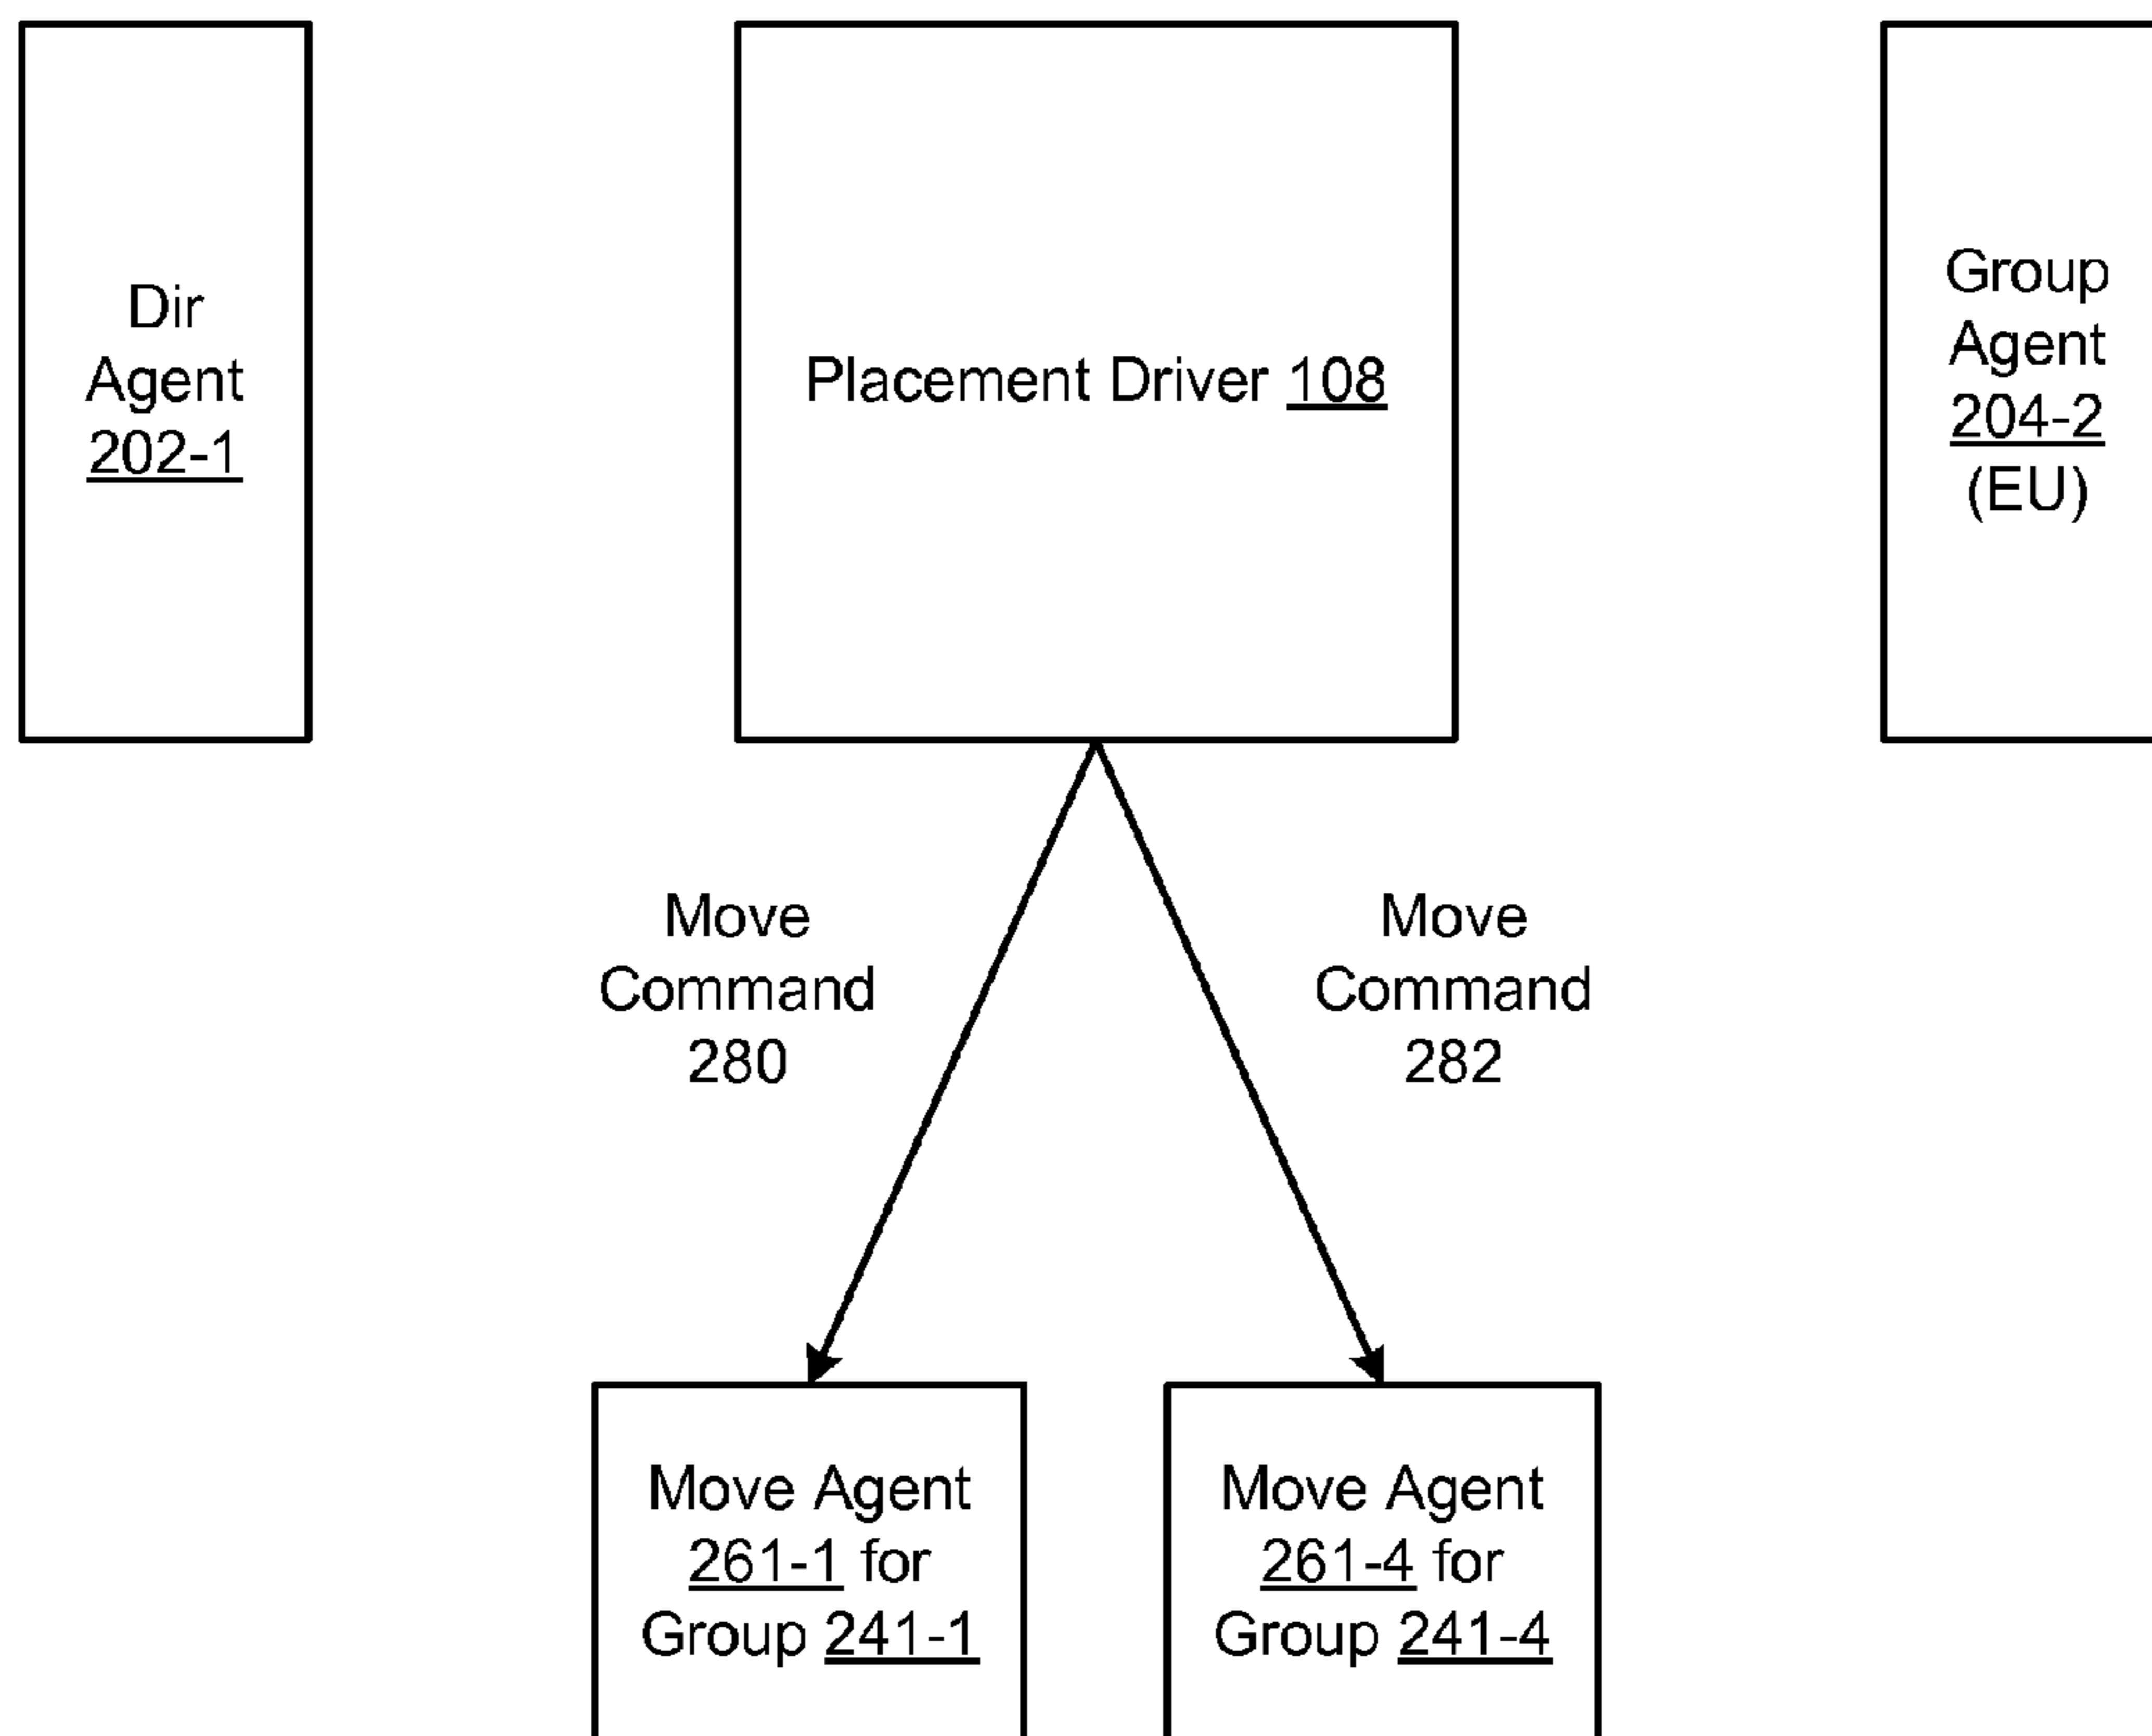 Dir
Agent
202-1
Placement Driver 108
Group
Agent
204-2
(EU)
Move
Command
280
Move
Command
282
Move Agent
261-1 for
Group 241-1
Move Agent
261-4 for
Group 241-4